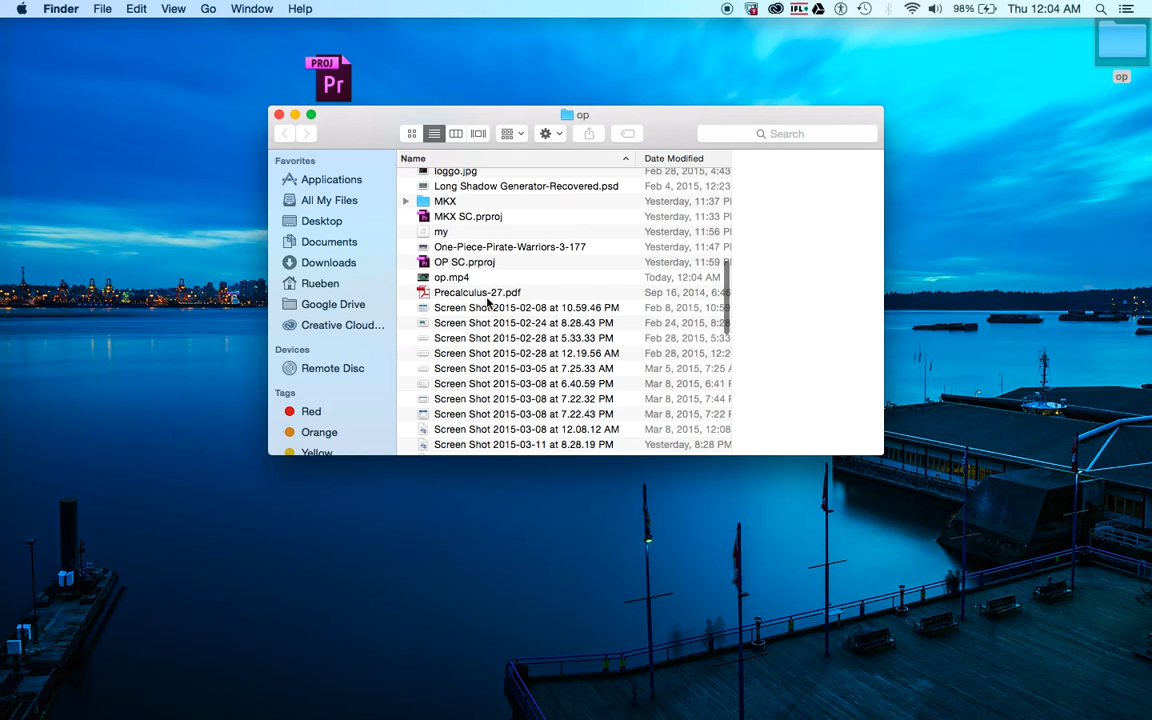 Finder File Edit View Go Window Help IFL 98% Thu 12:04 AM
op
PROJ
Pr
op
Search
Favorites
Applications
All My Files
Desktop
Documents
Downloads
Rueben
Google Drive
Creative Cloud...
Devices
Remote Disc
Tags
Red
Orange
Yellow
Name Date Modified
loggo.jpg Feb 28, 2015, 4:43
Long Shadow Generator-Recovered.psd Feb 4, 2015, 12:23
MKX Yesterday, 11:37 P
MKX SC.prproj Yesterday, 11:33 P
my Yesterday, 11:56 P
One-Piece-Pirate-Warriors-3-177 Yesterday, 11:47 P
OP SC.prproj Yesterday, 11:59
op.mp4 Today, 12:04 AM
Precalculus-27.pdf Sep 16, 2014, 6:46
Screen Shot 2015-02-08 at 10.59.46 PM Feb 8, 2015, 10:59
Screen Shot 2015-02-24 at 8.28.43 PM Feb 24, 2015, 8:28
Screen Shot 2015-02-28 at 5.33.33 PM Feb 28, 2015, 5:33
Screen Shot 2015-02-28 at 12.19.56 AM Feb 28, 2015, 12:2
Screen Shot 2015-03-05 at 7.25.33 AM Mar 5, 2015, 7:25 A
Screen Shot 2015-03-08 at 6.40.59 PM Mar 8, 2015, 6:41 P
Screen Shot 2015-03-08 at 7.22.32 PM Mar 8, 2015, 7:44 P
Screen Shot 2015-03-08 at 7.22.43 PM Mar 8, 2015, 7:22 P
Screen Shot 2015-03-08 at 12.08.12 AM Mar 8, 2015, 12:08
Screen Shot 2015-03-11 at 8.28.19 PM Yesterday, 8:28 PM